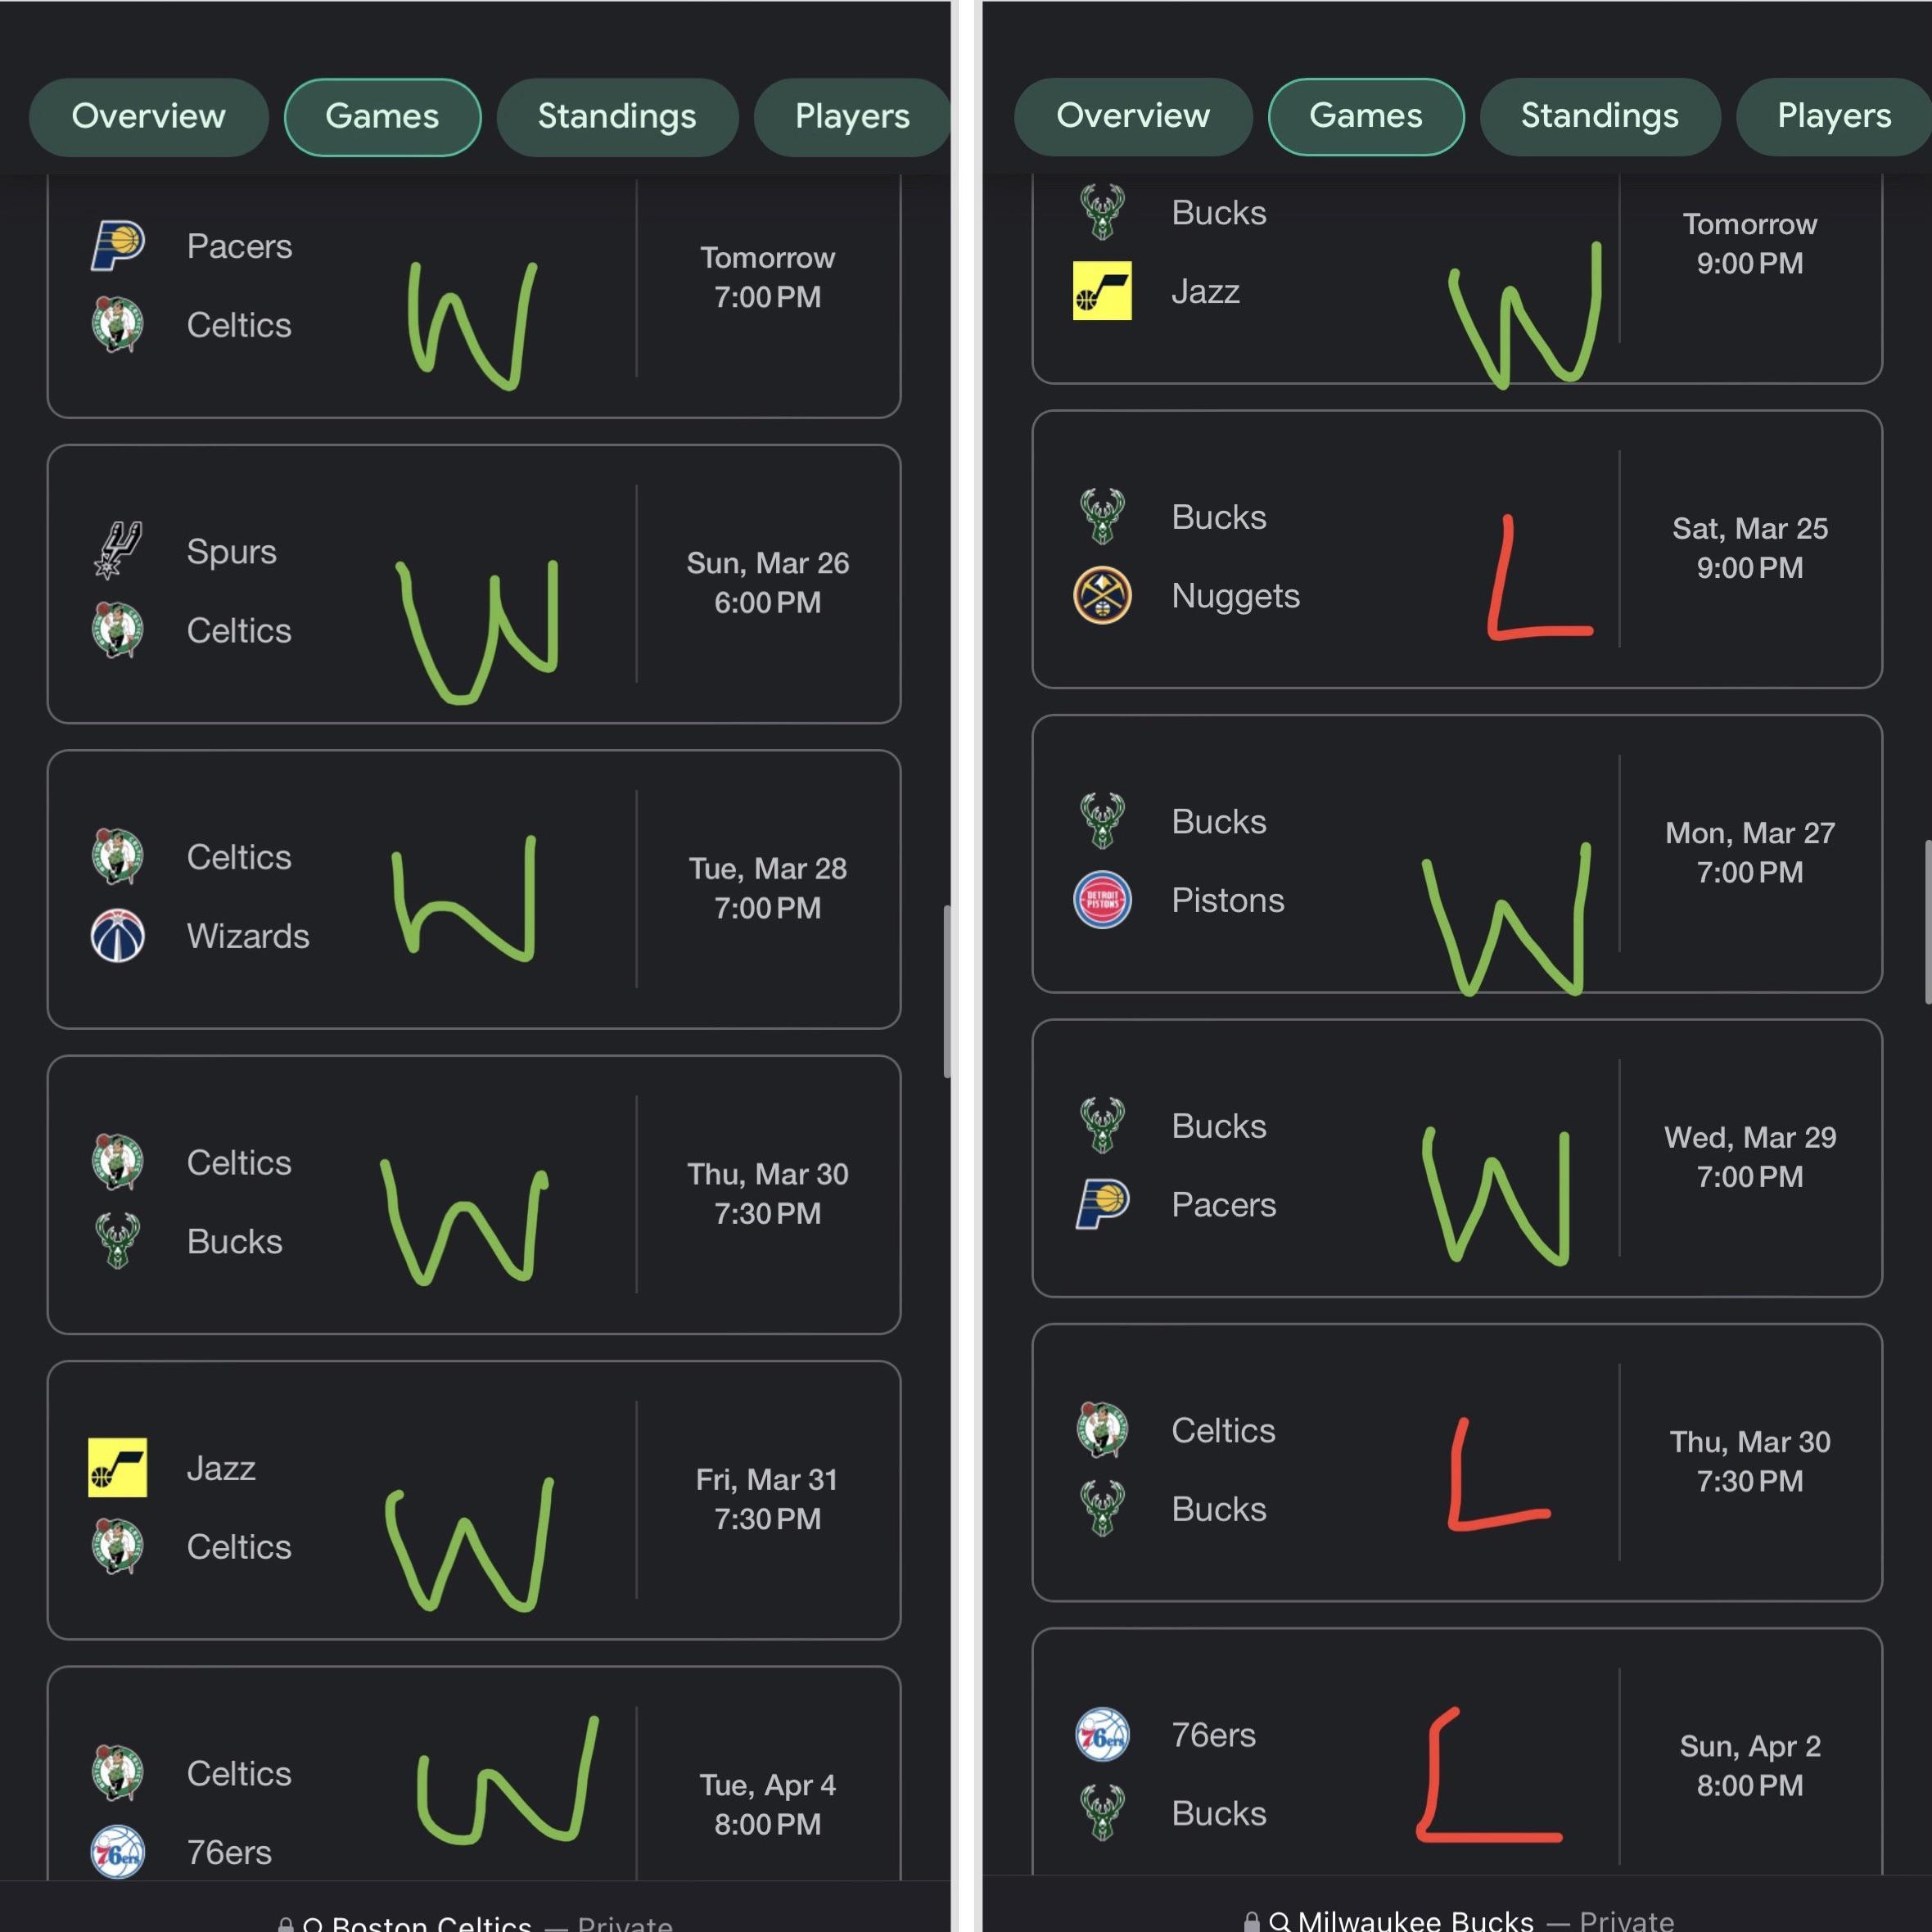 Overview Games Standings Players
Pacers
Celtics
W
Tomorrow
7:00 PM
Spurs
Celtics
W
Sun, Mar 26
6:00 PM
Celtics
Wizards
W
Tue, Mar 28
7:00 PM
Celtics
Bucks
W
Thu, Mar 30
7:30 PM
Jazz
Celtics
W
Fri, Mar 31
7:30 PM
Celtics
76ers
W
Tue, Apr 4
8:00 PM
Boston Celtics — Private
Overview Games Standings Players
Bucks
Jazz
W
Tomorrow
9:00 PM
Bucks
Nuggets
L
Sat, Mar 25
9:00 PM
Bucks
DETROIT
PISTONS
Pistons
W
Mon, Mar 27
7:00 PM
Bucks
Pacers
W
Wed, Mar 29
7:00 PM
Celtics
Bucks
L
Thu, Mar 30
7:30 PM
76ers
Bucks
L
Sun, Apr 2
8:00 PM
Milwaukee Bucks — Private